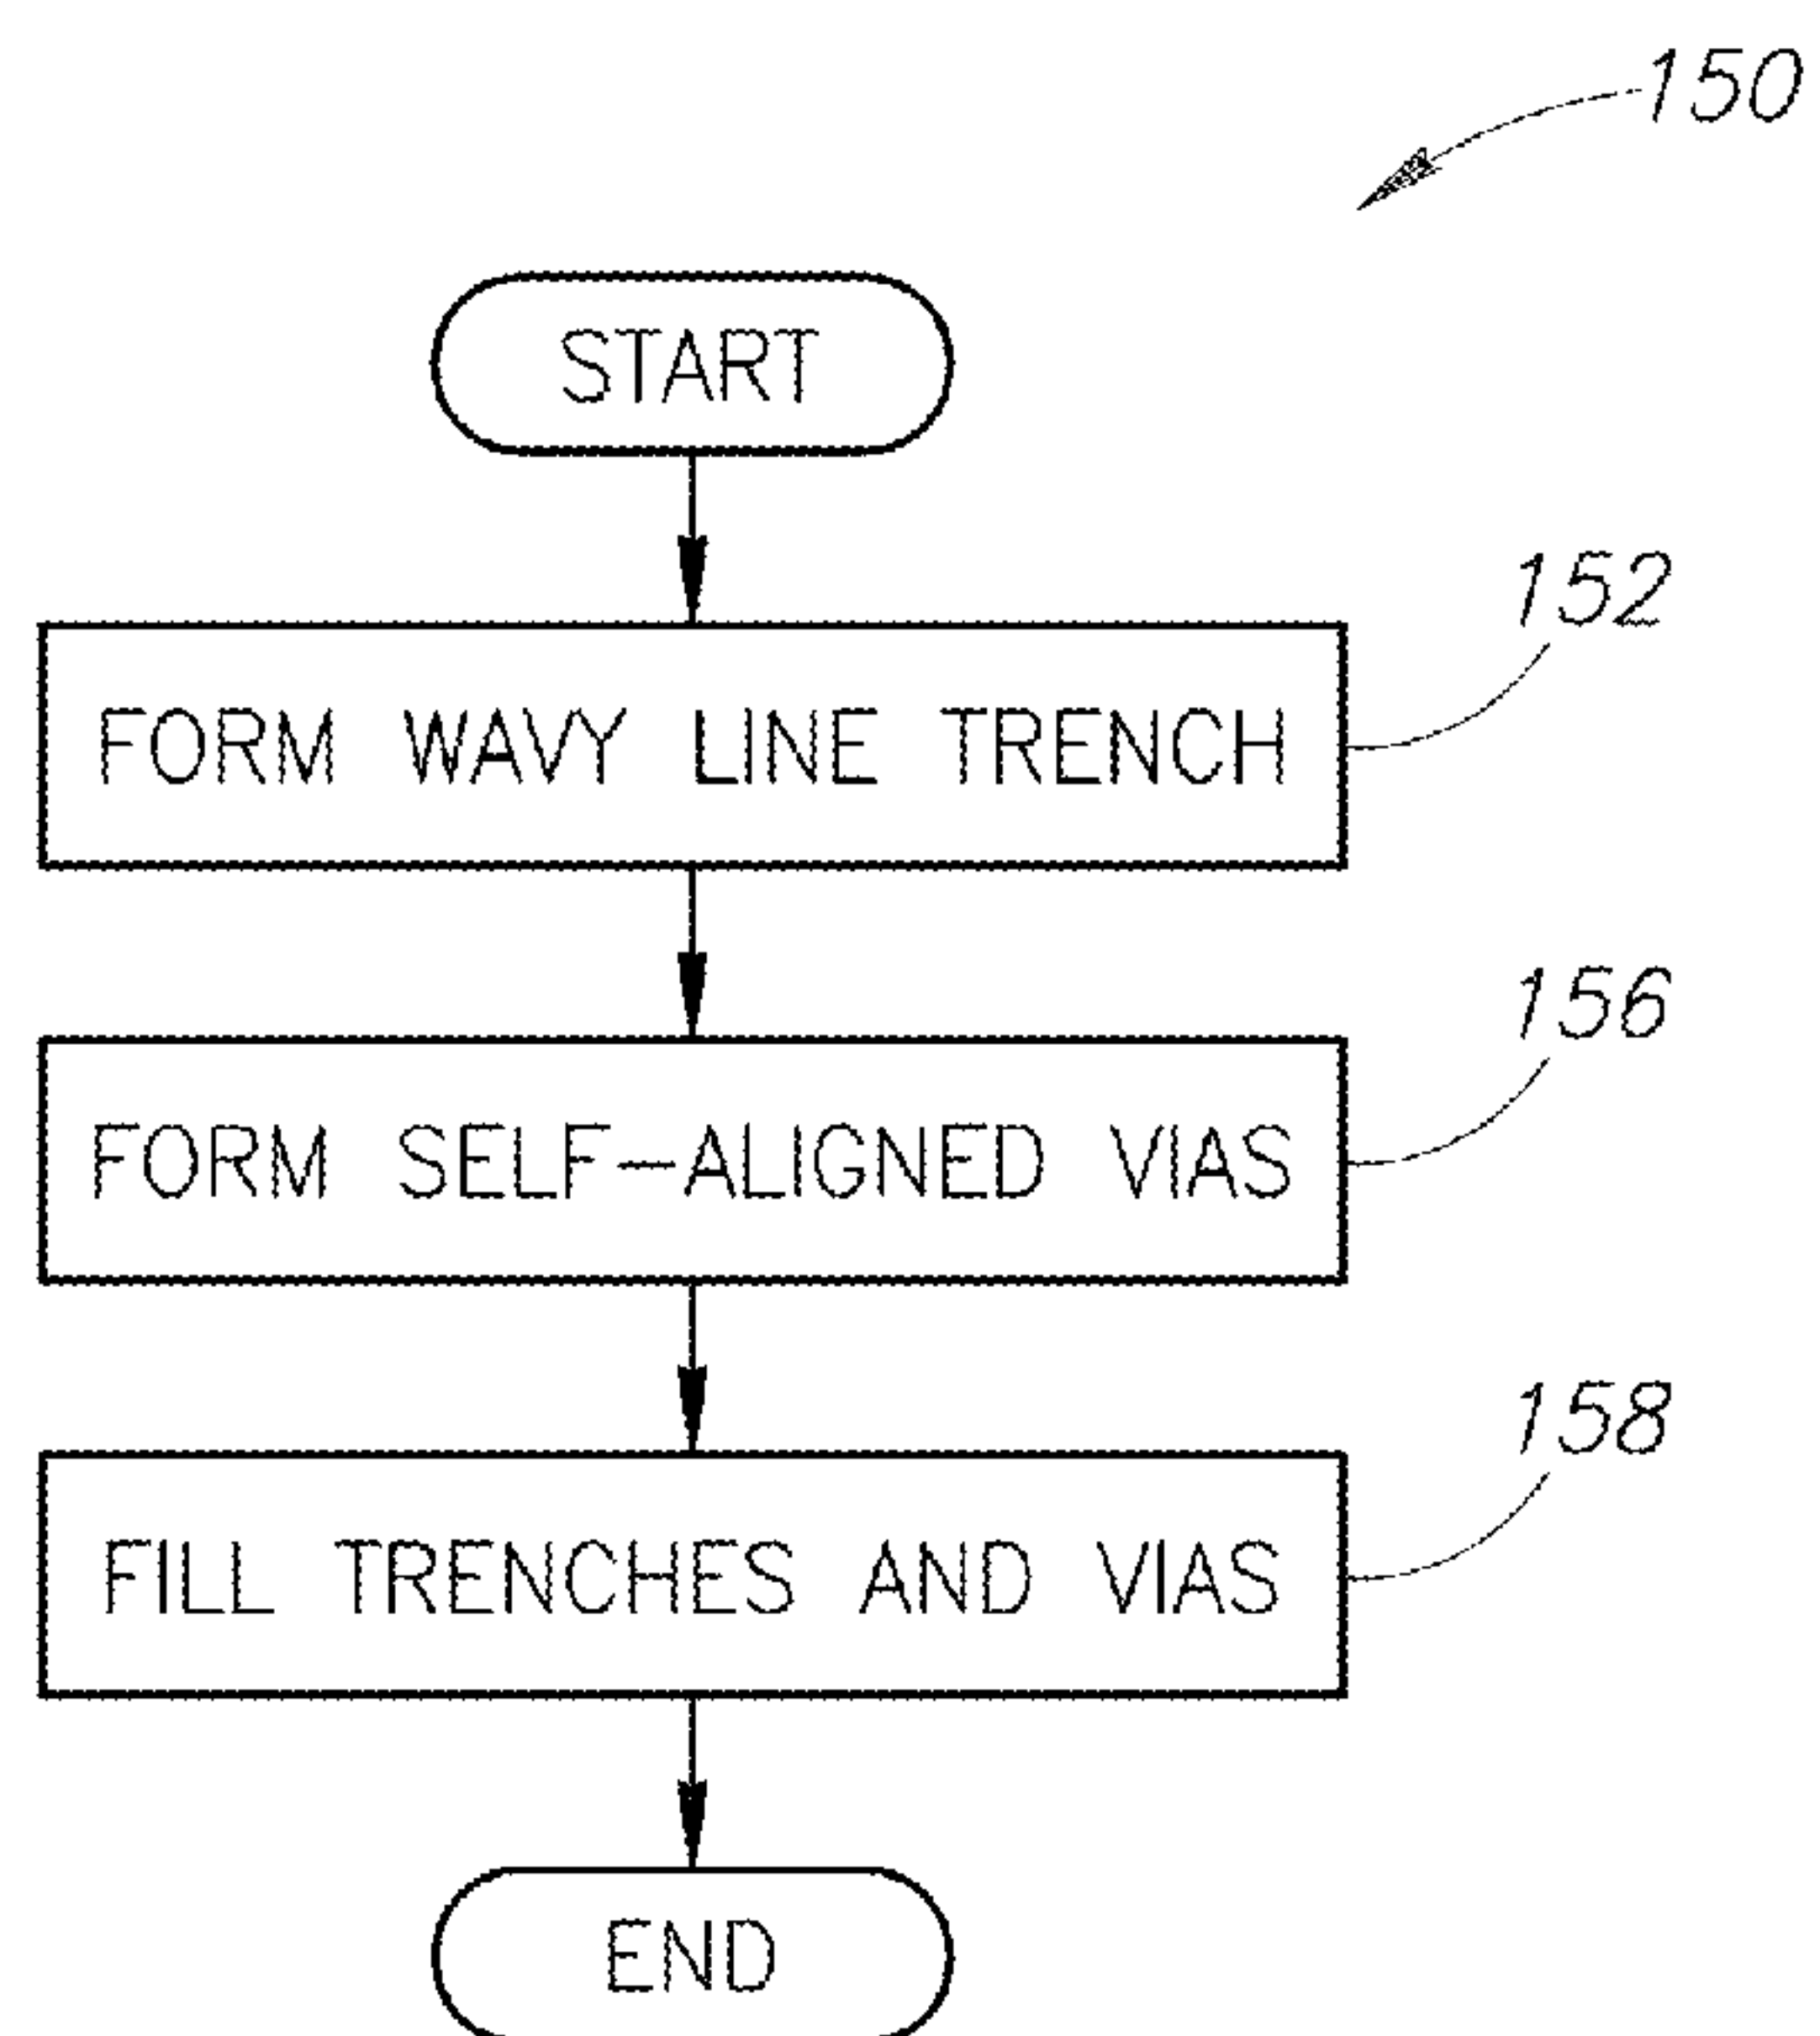 150
START
152
FORM WAVY LINE TRENCH
156
FORM SELF-ALIGNED VIAS
158
FILL TRENCHES AND VIAS
END